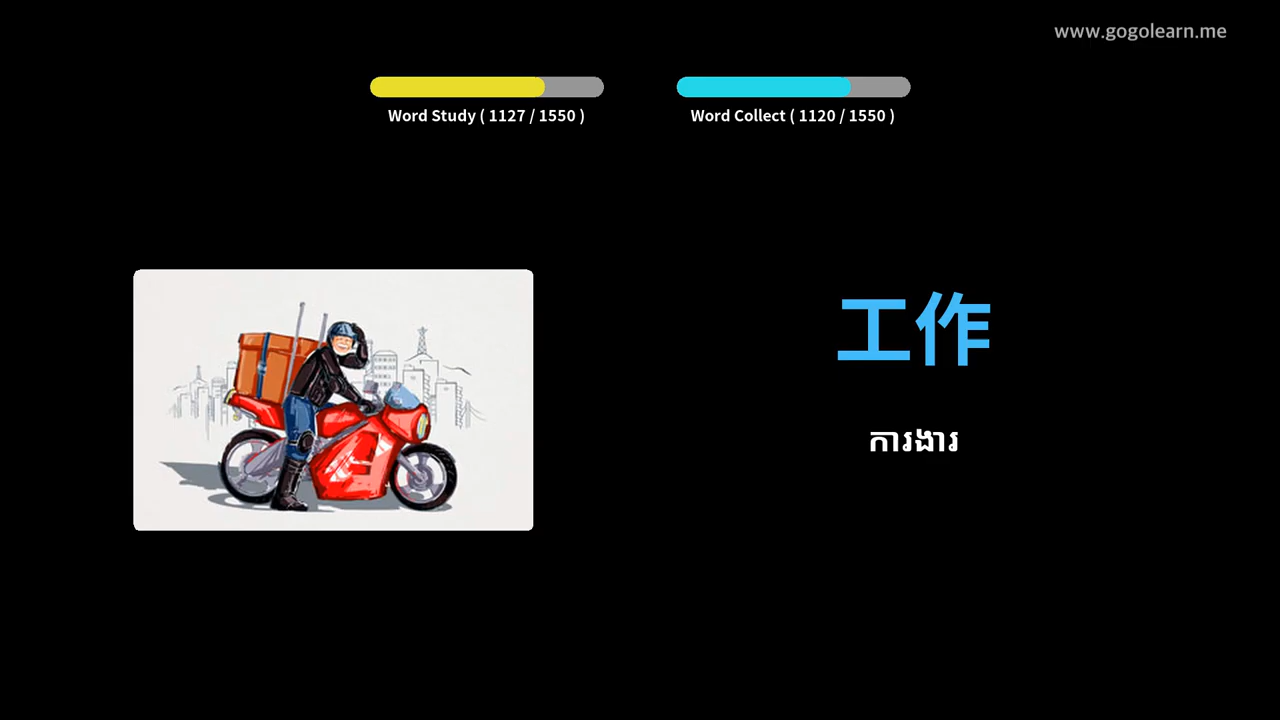 www.gogolearn.me
Word Study ( 1127 / 1550 )
Word Collect ( 1120 / 1550 )
工作
ការងារ